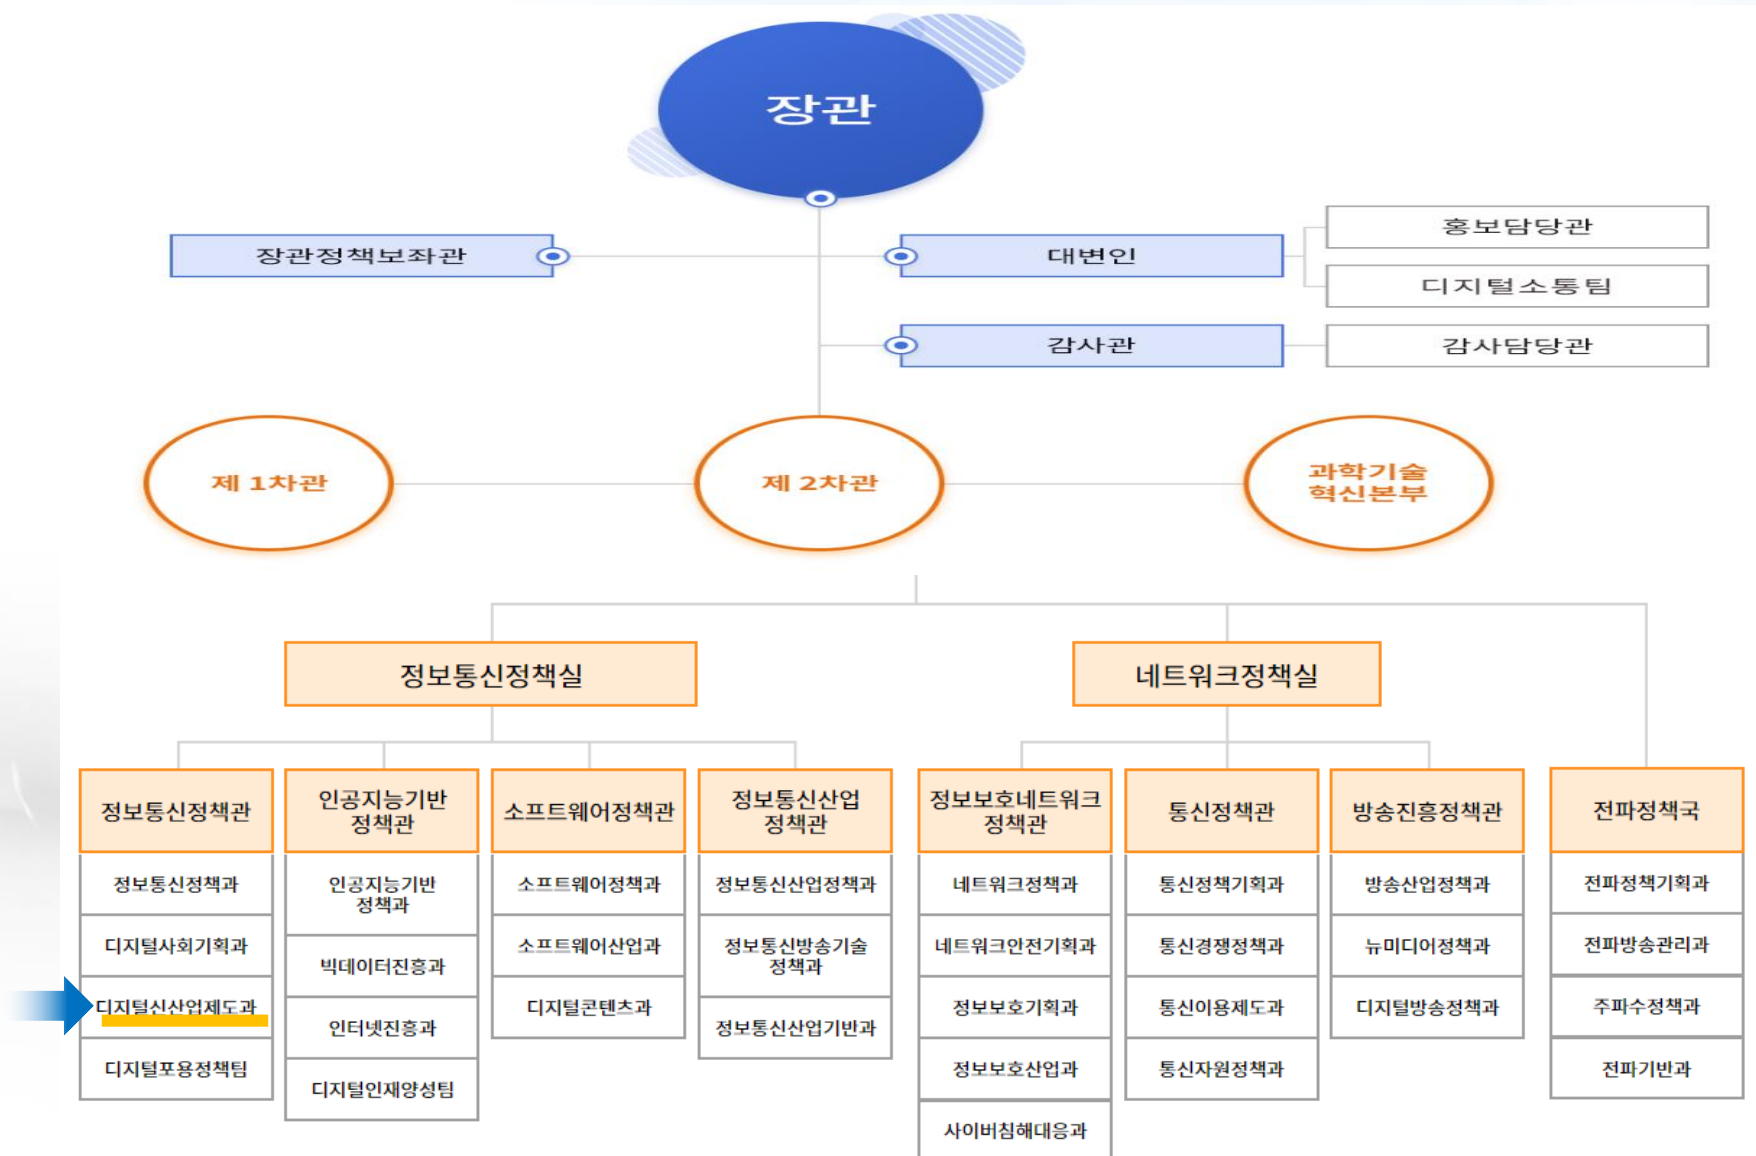 장관
장관정책보좌관
대변인
홍보담당관
디지털소통팀
감사관
감사담당관
제 1차관
제 2차관
과학기술
혁신본부
정보통신정책실
네트워크정책실
정보통신정책관
정보통신정책과
디지털사회기획과
디지털신산업제도과
디지털포용정책팀
인공지능기반
정책관
인공지능기반
정책과
빅데이터진흥과
인터넷진흥과
디지털인재양성팀
소프트웨어정책관
소프트웨어정책과
소프트웨어산업과
디지털콘텐츠과
정보통신산업
정책관
정보통신산업정책과
정보통신방송기술
정책과
정보통신산업기반과
정보보호네트워크
정책관
네트워크정책과
네트워크안전기획과
정보보호기획과
정보보호산업과
사이버침해대응과
통신정책관
통신정책기획과
통신경쟁정책과
통신이용제도과
통신자원정책과
방송진흥정책관
방송산업정책과
뉴미디어정책과
디지털방송정책과
전파정책국
전파정책기획과
전파방송관리과
주파수정책과
전파기반과